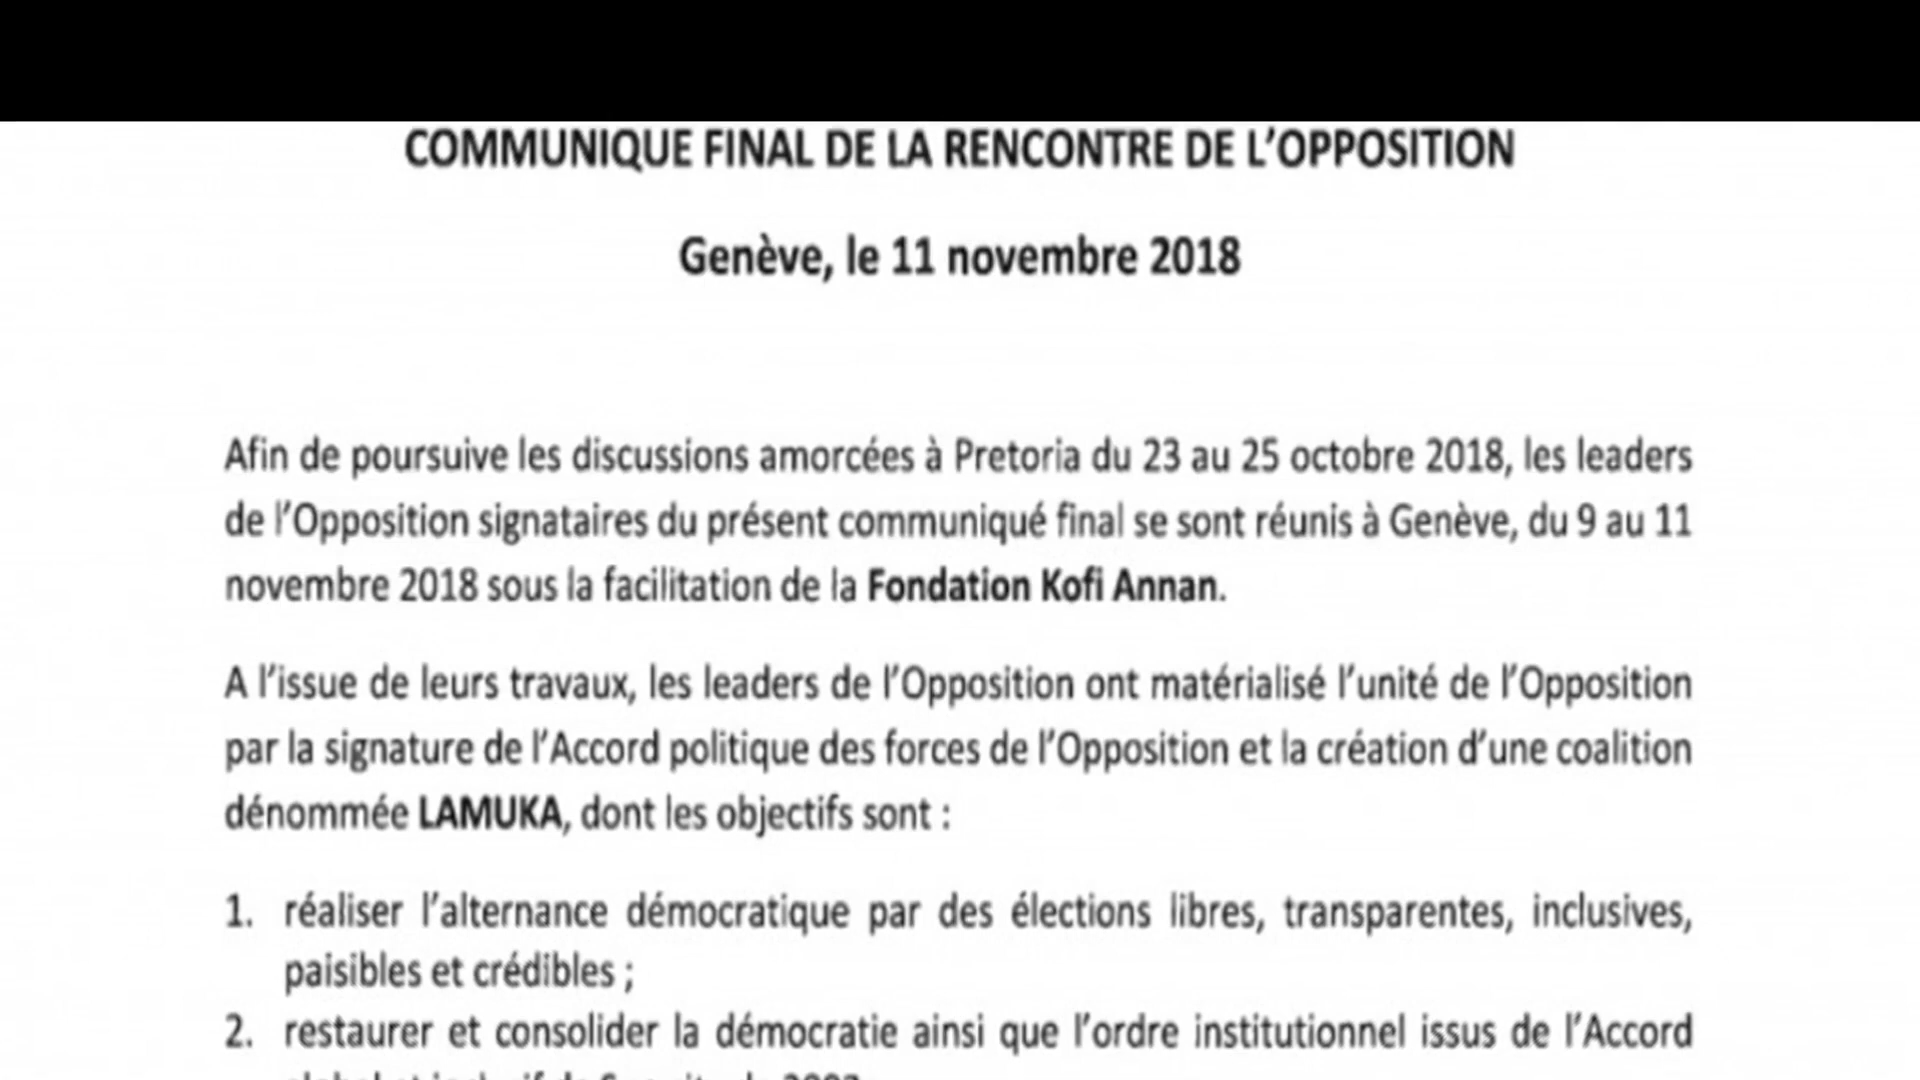 COMMUNIQUE FINAL DE LA RENCONTRE DE L'OPPOSITION
Genève, le 11 novembre 2018
Afin de poursuive les discussions amorcées à Pretoria du 23 au 25 octobre 2018, les leaders
de l'Opposition signataires du présent communiqué final se sont réunis à Genève, du 9 au 11
novembre 2018 sous la facilitation de la Fondation Kofi Annan.
A l'issue de leurs travaux, les leaders de l'Opposition ont matérialisé l'unité de l'Opposition
par la signature de l'Accord politique des forces de l'Opposition et la création d'une coalition
dénommée LAMUKA, dont les objectifs sont :
1. réaliser l'alternance démocratique par des élections libres, transparentes, inclusives,
paisibles et crédibles ;
2. restaurer et consolider la démocratie ainsi que l'ordre institutionnel issus de l'Accord